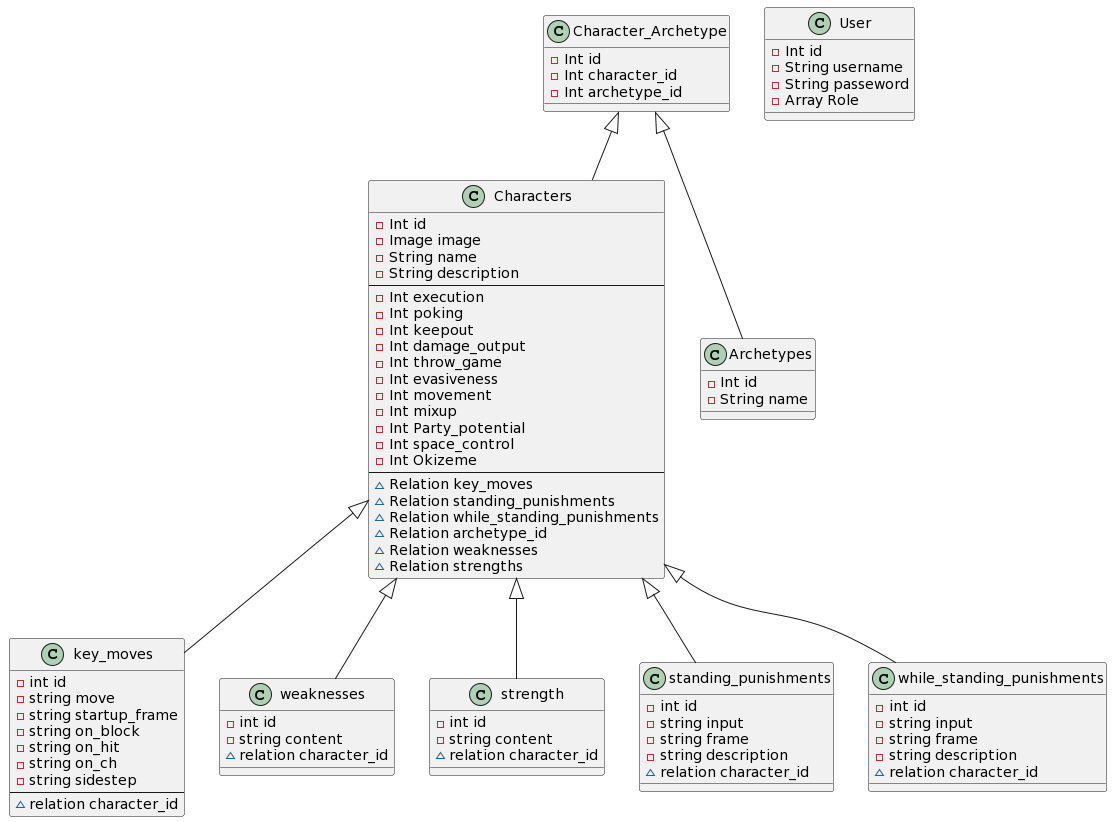 C Character_Archetype
Int id
Int character_id
Int archetype_id
C User
Int id
String username
String passeword
Array Role
C Characters
Int id
Image image
String name
String description
Int execution
Int poking
Int keepout
Int damage_output
Int throw_game
Int evasiveness
Int movement
Int mixup
Int Party_potential
Int space_control
Int Okizeme
Relation key_moves
Relation standing_punishments
Relation while_standing_punishments
Relation archetype_id
Relation weaknesses
Relation strengths
C Archetypes
Int id
String name
C key_moves
int id
string move
string startup_frame
string on_block
string on_hit
string on_ch
string sidestep
relation character_id
C weaknesses
int id
string content
relation character_id
C strength
int id
string content
relation character_id
C standing_punishments
int id
string input
string frame
string description
relation character_id
C while_standing_punishments
int id
string input
string frame
string description
relation character_id